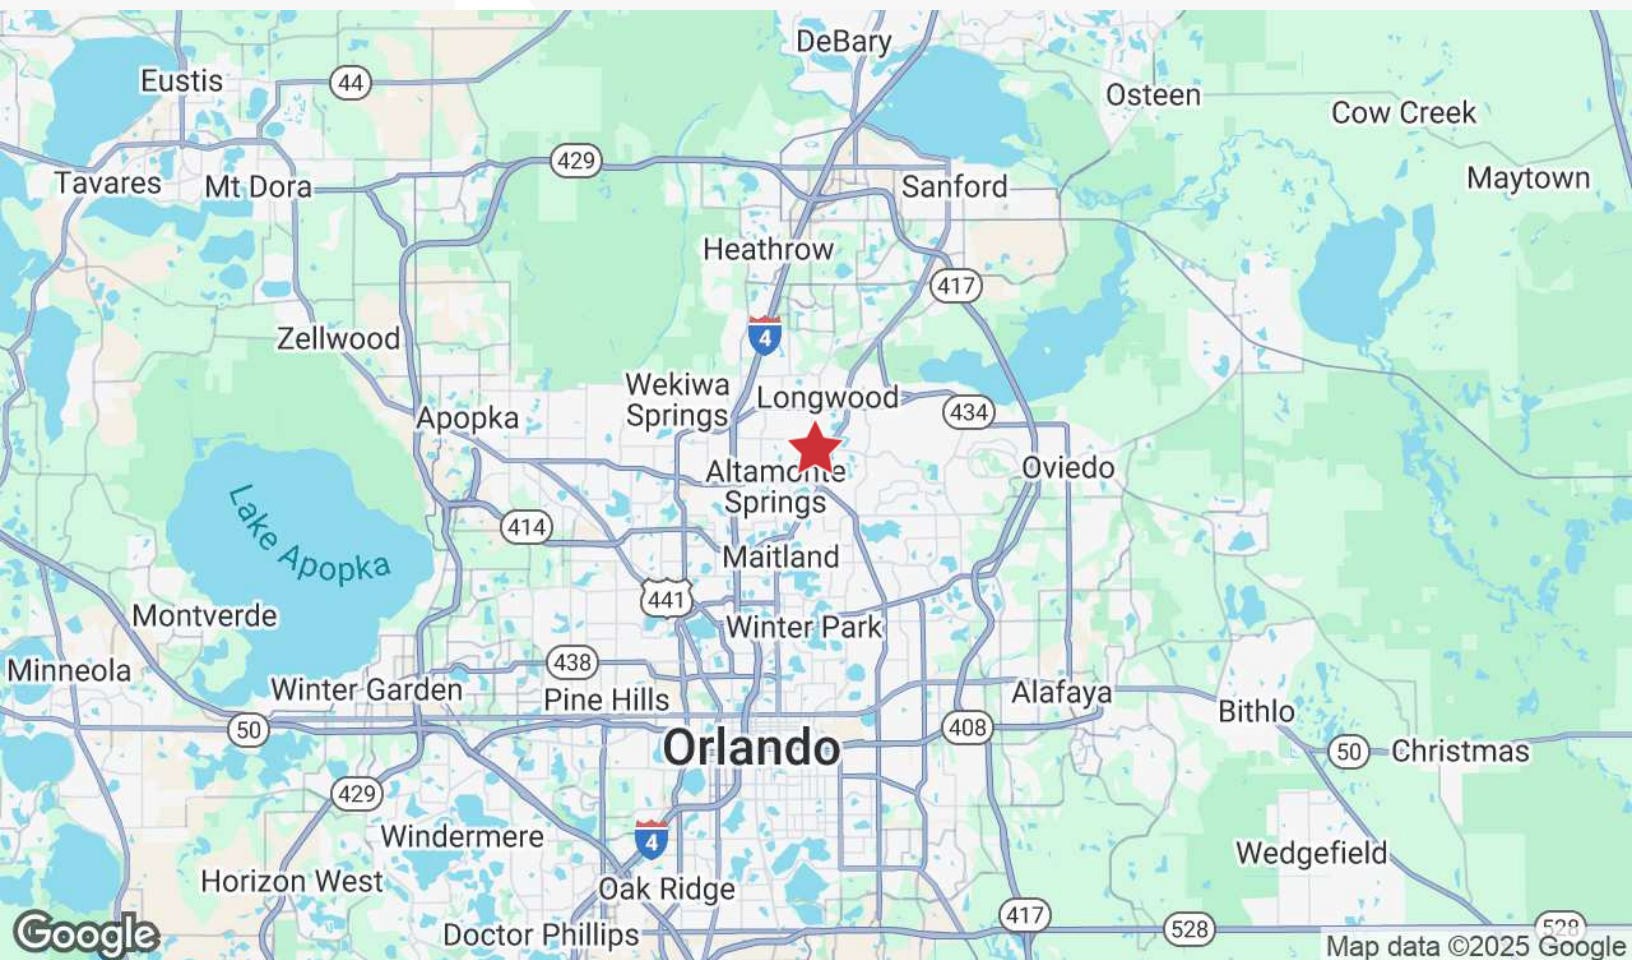 DeBary
Eustis
44
Osteen
Cow Creek
429
Tavares
Mt Dora
Sanford
Maytown
Heathrow
417
Zellwood
4
Wekiwa
Springs
Longwood
Apopka
434
Altamonte
Springs
Oviedo
Lake Apopka
414
Maitland
441
Montverde
Winter Park
Minneola
438
Winter Garden
Pine Hills
Alafaya
Bithlo
50
408
Orlando
50
Christmas
429
Windermere
4
Wedgefield
Horizon West
Oak Ridge
417
Google
Doctor Phillips
528
528
Map data ©2025 Google